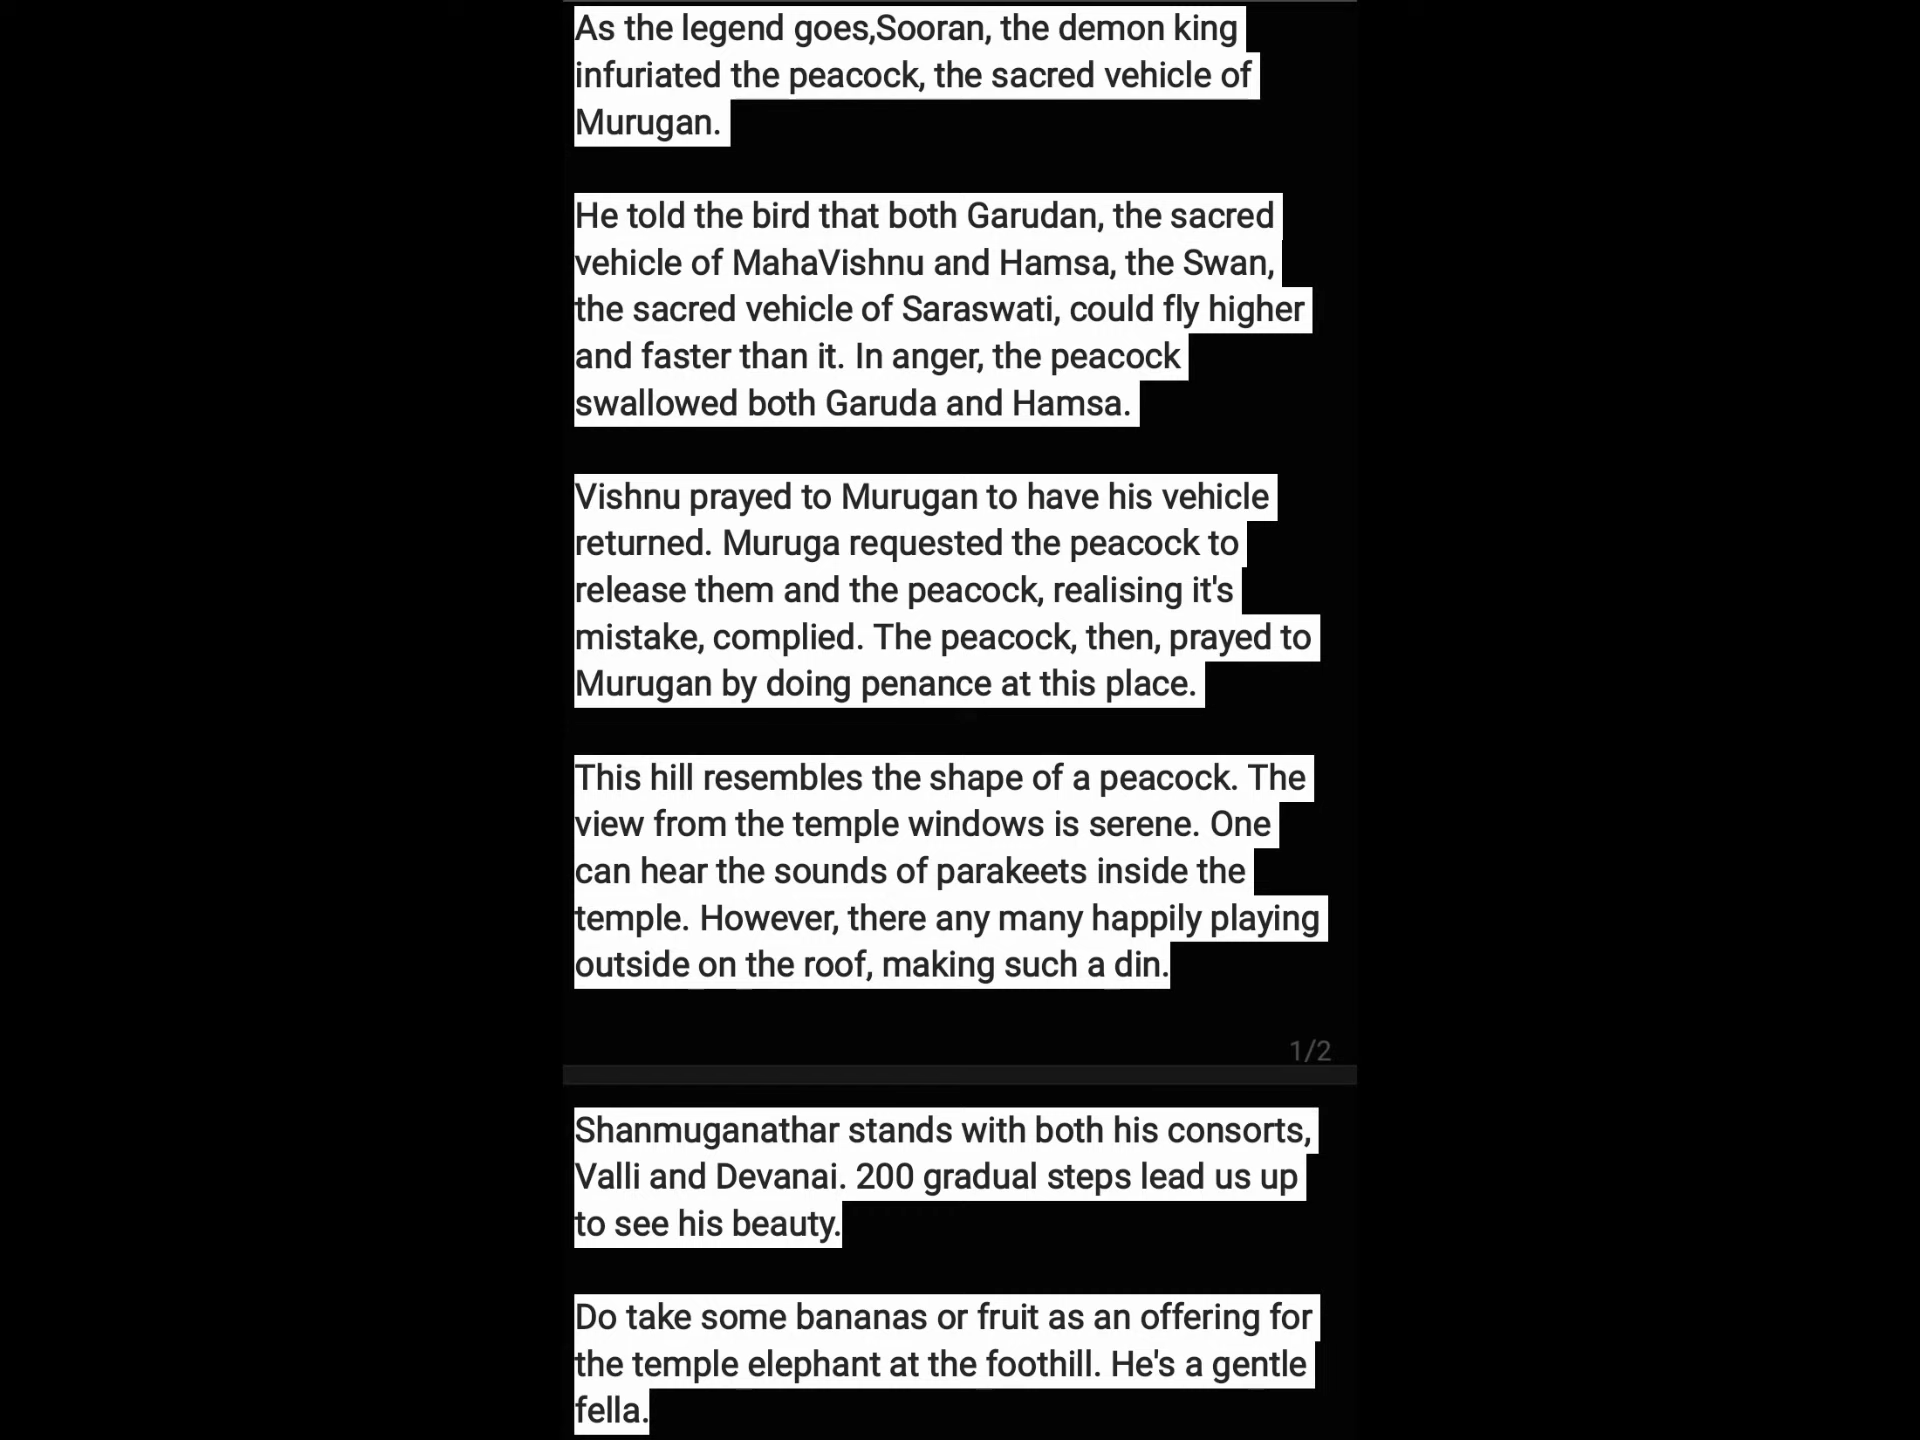 As the legend goes,Sooran, the demon king
infuriated the peacock, the sacred vehicle of
Murugan.
He told the bird that both Garudan, the sacred
vehicle of MahaVishnu and Hamsa, the Swan,
the sacred vehicle of Saraswati, could fly higher
and faster than it. In anger, the peacock
swallowed both Garuda and Hamsa.
Vishnu prayed to Murugan to have his vehicle
returned. Muruga requested the peacock to
release them and the peacock, realising it's
mistake, complied. The peacock, then, prayed to
Murugan by doing penance at this place.
This hill resembles the shape of a peacock. The
view from the temple windows is serene. One
can hear the sounds of parakeets inside the
temple. However, there any many happily playing
outside on the roof, making such a din.
1/2
Shanmuganathar stands with both his consorts,
Valli and Devanai. 200 gradual steps lead us up
to see his beauty.
Do take some bananas or fruit as an offering for
the temple elephant at the foothill. He's a gentle
fella.